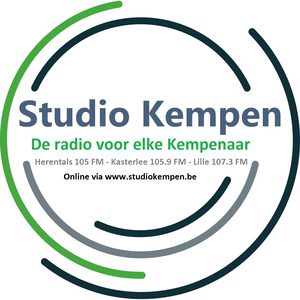 Studio Kempen
De radio voor elke Kempenaar
Herentals 105 FM - Kasterlee 105.9 FM - Lille 107.3 FM
Online via www.studiokempen.be